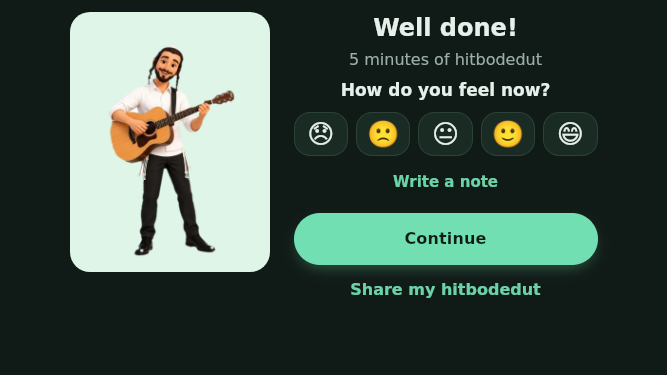 Well done!
5 minutes of hitbodedut
How do you feel now?
Write a note
Continue
Share my hitbodedut